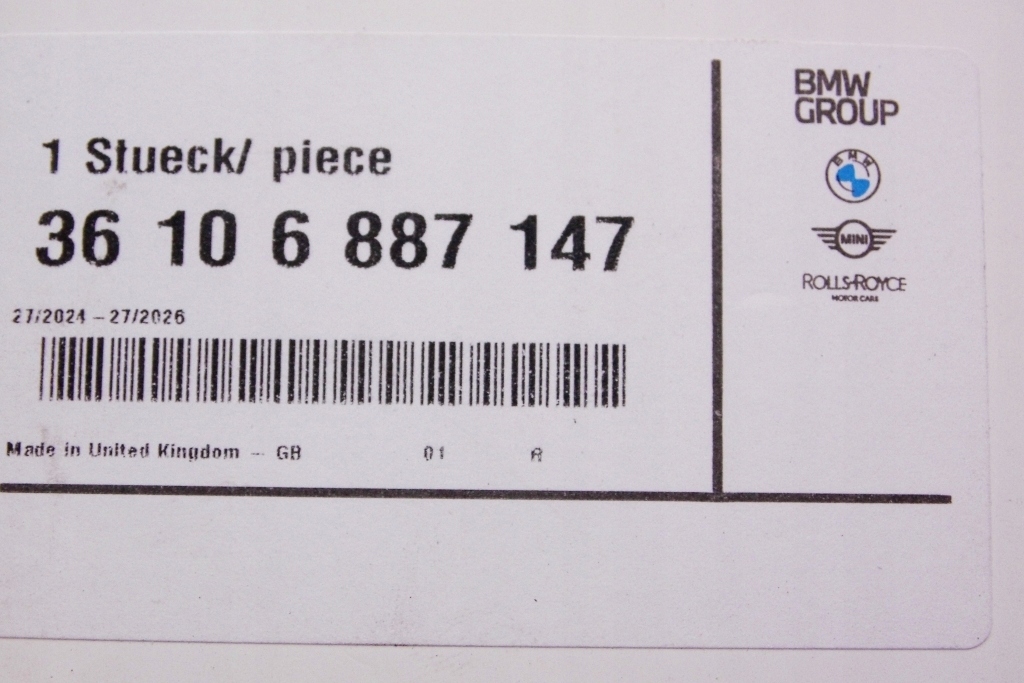 1 Stueck/ piece
36 10 6 887 147
27/2024 – 27/2026
Made in United Kingdom – GB 01 A
BMW
GROUP
BMW
MINI
ROLLS-ROYCE
MOTOR CARS